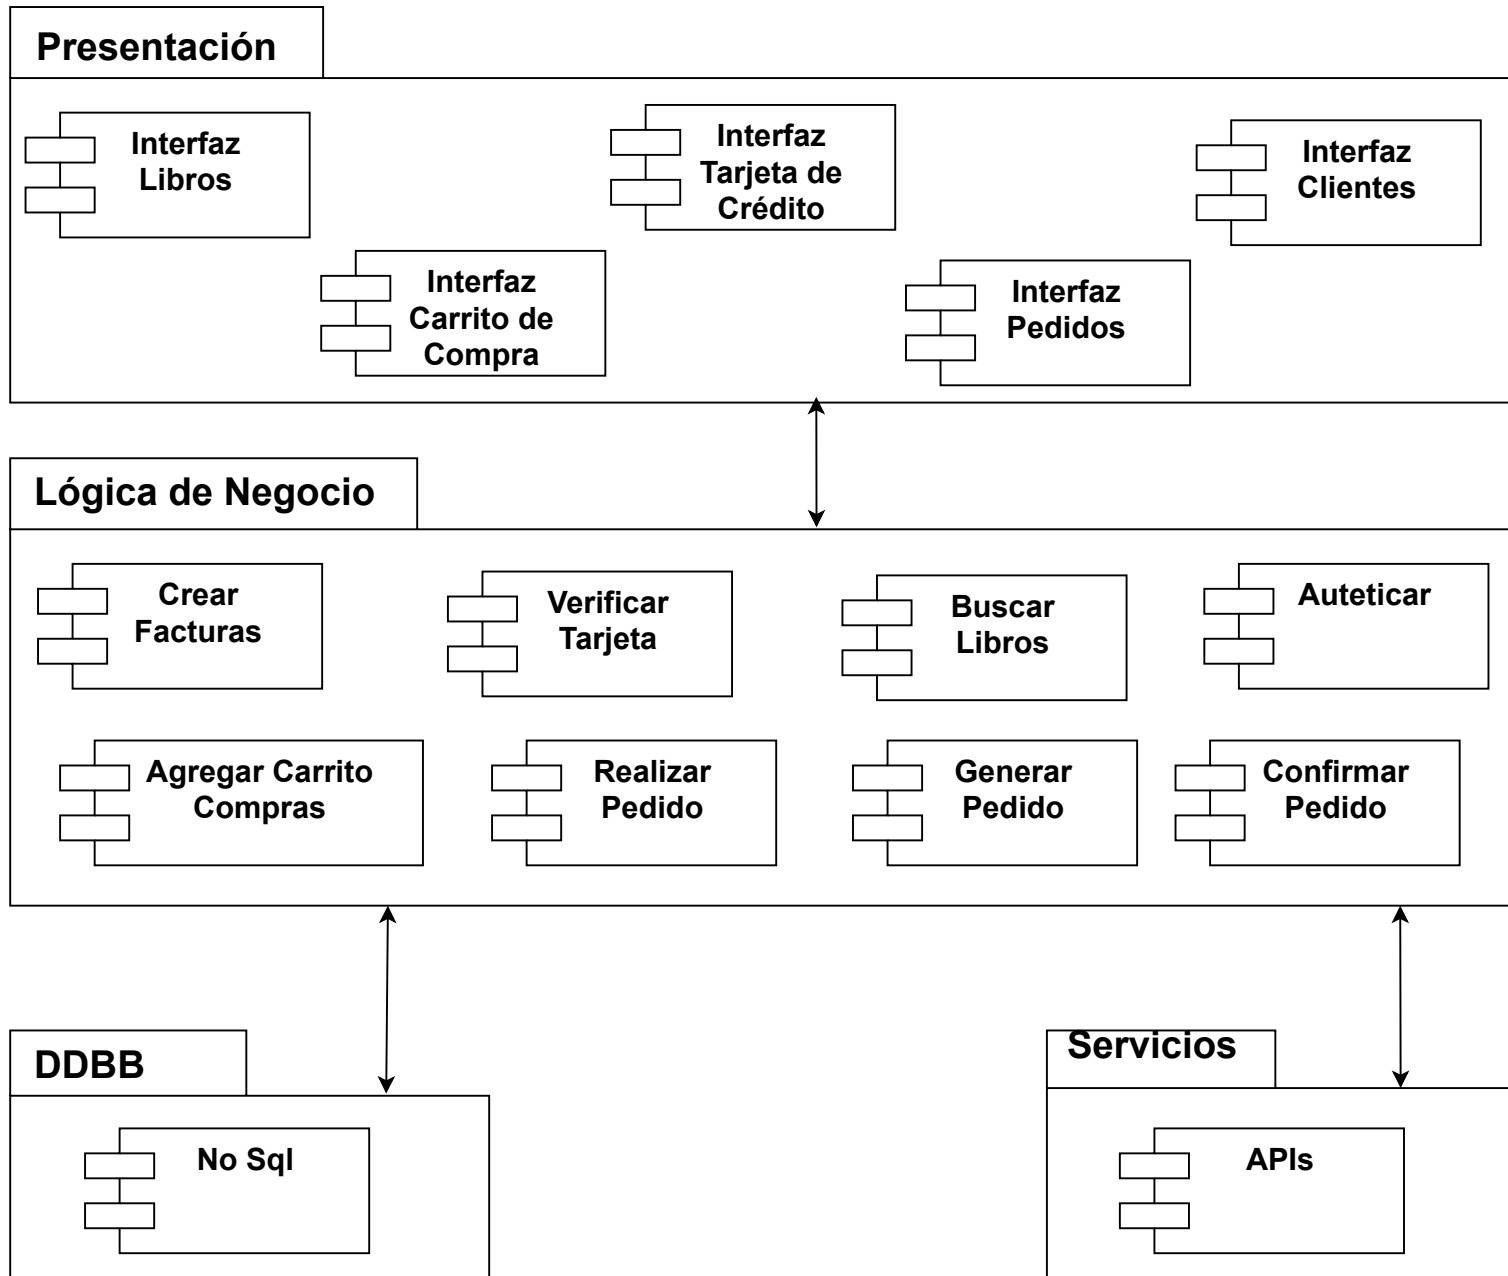 Presentación
Interfaz
Libros
Interfaz
Tarjeta de
Crédito
Interfaz
Clientes
Interfaz
Carrito de
Compra
Interfaz
Pedidos
Lógica de Negocio
Crear
Facturas
Verificar
Tarjeta
Buscar
Libros
Auteticar
Agregar Carrito
Compras
Realizar
Pedido
Generar
Pedido
Confirmar
Pedido
DDBB
No Sql
Servicios
APIs